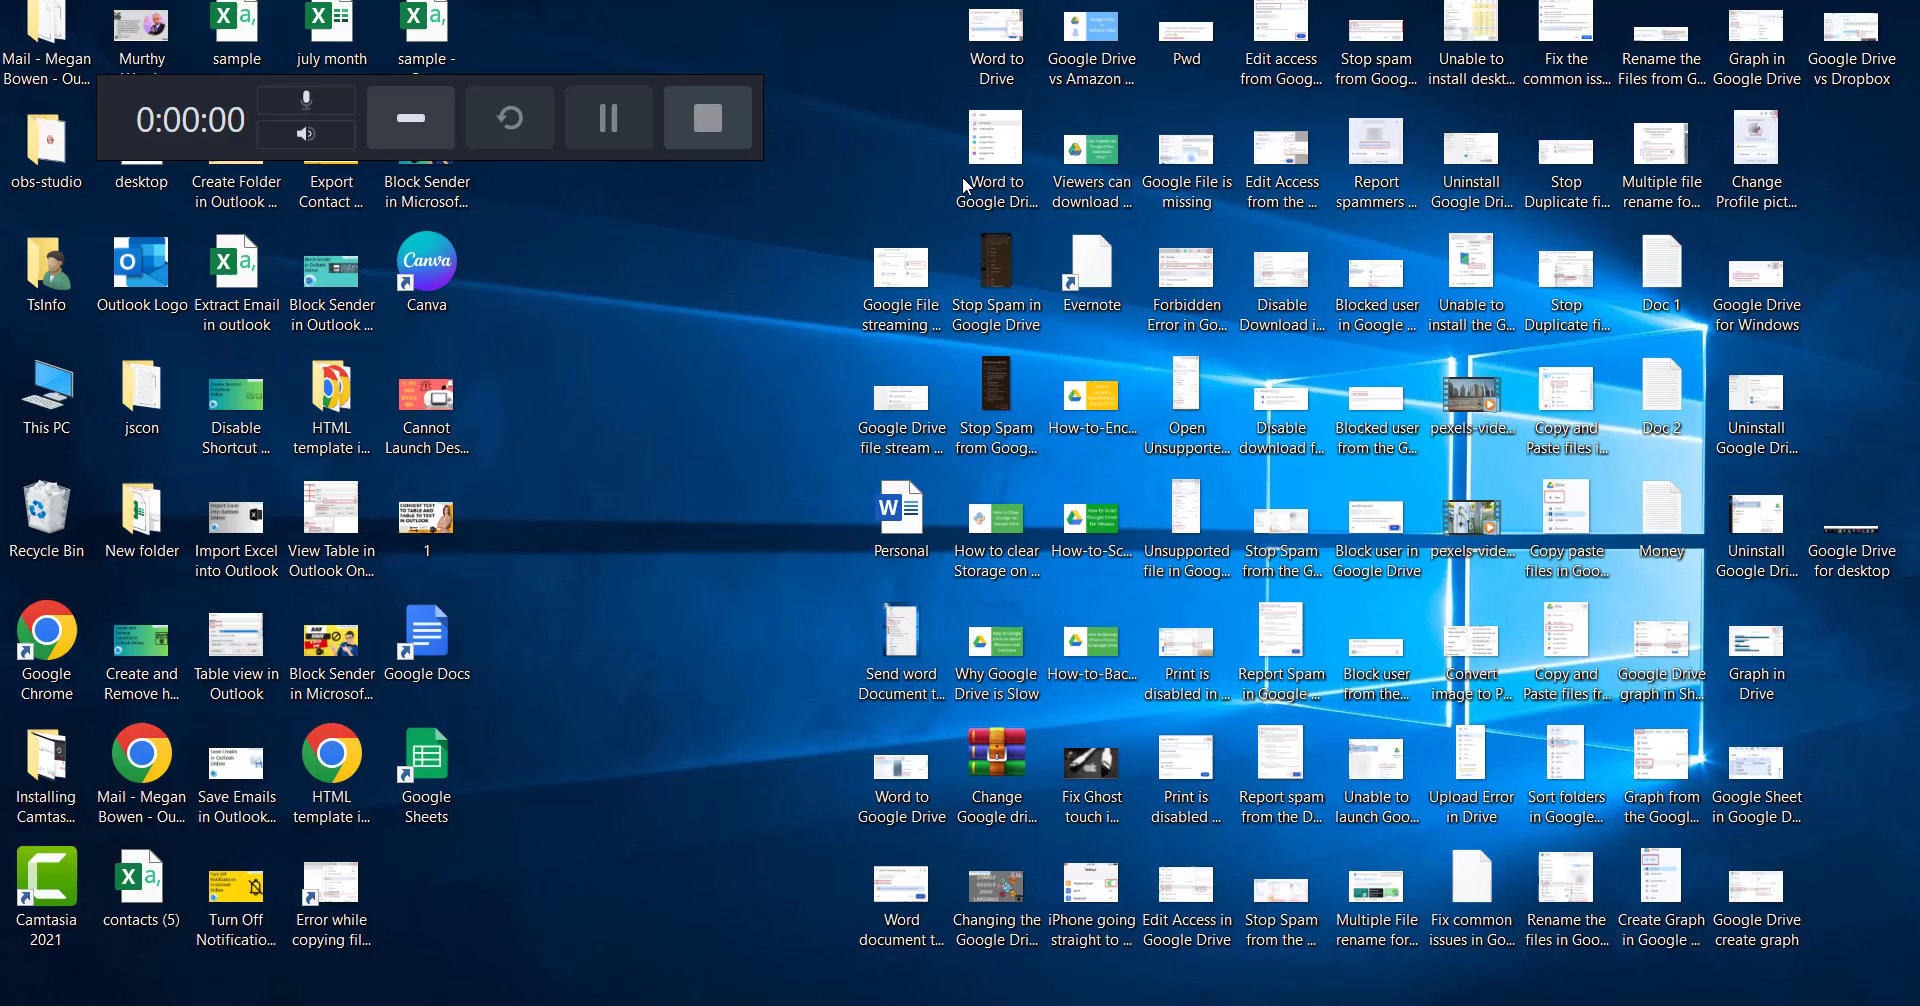 Mail - Megan
Bowen - Ou...
Murthy
sample
july month
sample -
Word to
Drive
Google Drive
vs Amazon ...
Pwd
Edit access
from Goog...
Stop spam
from Goog...
Unable to
install deskt...
Fix the
common iss...
Rename the
Files from G...
Graph in
Google Drive
Google Drive
vs Dropbox
0:00:00
obs-studio
desktop
Create Folder
in Outlook ...
Export
Contact ...
Block Sender
in Microsof...
Word to
Google Dri...
Viewers can
download ...
Google File is
missing
Edit Access
from the ...
Report
spammers ...
Uninstall
Google Dri...
Stop
Duplicate fi...
Multiple file
rename fo...
Change
Profile pict...
TsInfo
Outlook Logo
Extract Email
in outlook
Block Sender
in Outlook ...
Canva
Canva
Google File
streaming ...
Stop Spam in
Google Drive
Evernote
Forbidden
Error in Go...
Disable
Download i...
Blocked user
in Google ...
Unable to
install the G...
Stop
Duplicate fi...
Doc 1
Google Drive
for Windows
This PC
jscon
Disable
Shortcut ...
HTML
template i...
Cannot
Launch Des...
Google Drive
file stream ...
Stop Spam
from Goog...
How-to-Enc...
Open
Unsupporte...
Disable
download f...
Blocked user
from the G...
pexels-vide...
Copy and
Paste files i...
Doc 2
Uninstall
Google Dri...
Recycle Bin
New folder
Import Excel
into Outlook
View Table in
Outlook On...
CONVERT TEXT
TO TABLE AND
TABLE TO TEXT
IN OUTLOOK
1
Personal
How to clear
Storage on ...
How-to-Sc...
Unsupported
file in Goog...
Stop Spam
from the G...
Block user in
Google Drive
pexels-vide...
Copy paste
files in Goo...
Money
Uninstall
Google Dri...
Google Drive
for desktop
Google
Chrome
Create and
Remove h...
Table view in
Outlook
Block Sender
in Microsof...
Google Docs
Send word
Document t...
Why Google
Drive is Slow
How-to-Bac...
Print is
disabled in ...
Report Spam
in Google ...
Block user
from the...
Convert
image to P...
Copy and
Paste files fr...
Google Drive
graph in Sh...
Graph in
Drive
Installing
Camtas...
Mail - Megan
Bowen - Ou...
Save Emails
in Outlook...
HTML
template i...
Google
Sheets
Word to
Google Drive
Change
Google dri...
Fix Ghost
touch i...
Print is
disabled ...
Report spam
from the D...
Unable to
launch Goo...
Upload Error
in Drive
Sort folders
in Google...
Graph from
the Googl...
Google Sheet
in Google D...
Camtasia
2021
contacts (5)
Turn Off
Notificatio...
Error while
copying fil...
Word
document t...
Changing the
Google Dri...
iPhone going
straight to ...
Edit Access in
Google Drive
Stop Spam
from the ...
Multiple File
rename for...
Fix common
issues in Go...
Rename the
files in Goo...
Create Graph
in Google ...
Google Drive
create graph